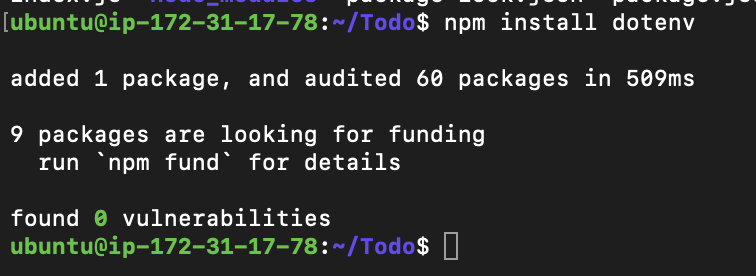 ubuntu@ip-172-31-17-78:~/Todo$ npm install dotenv
added 1 package, and audited 60 packages in 509ms
9 packages are looking for funding
run `npm fund` for details
found 0 vulnerabilities
ubuntu@ip-172-31-17-78:~/Todo$